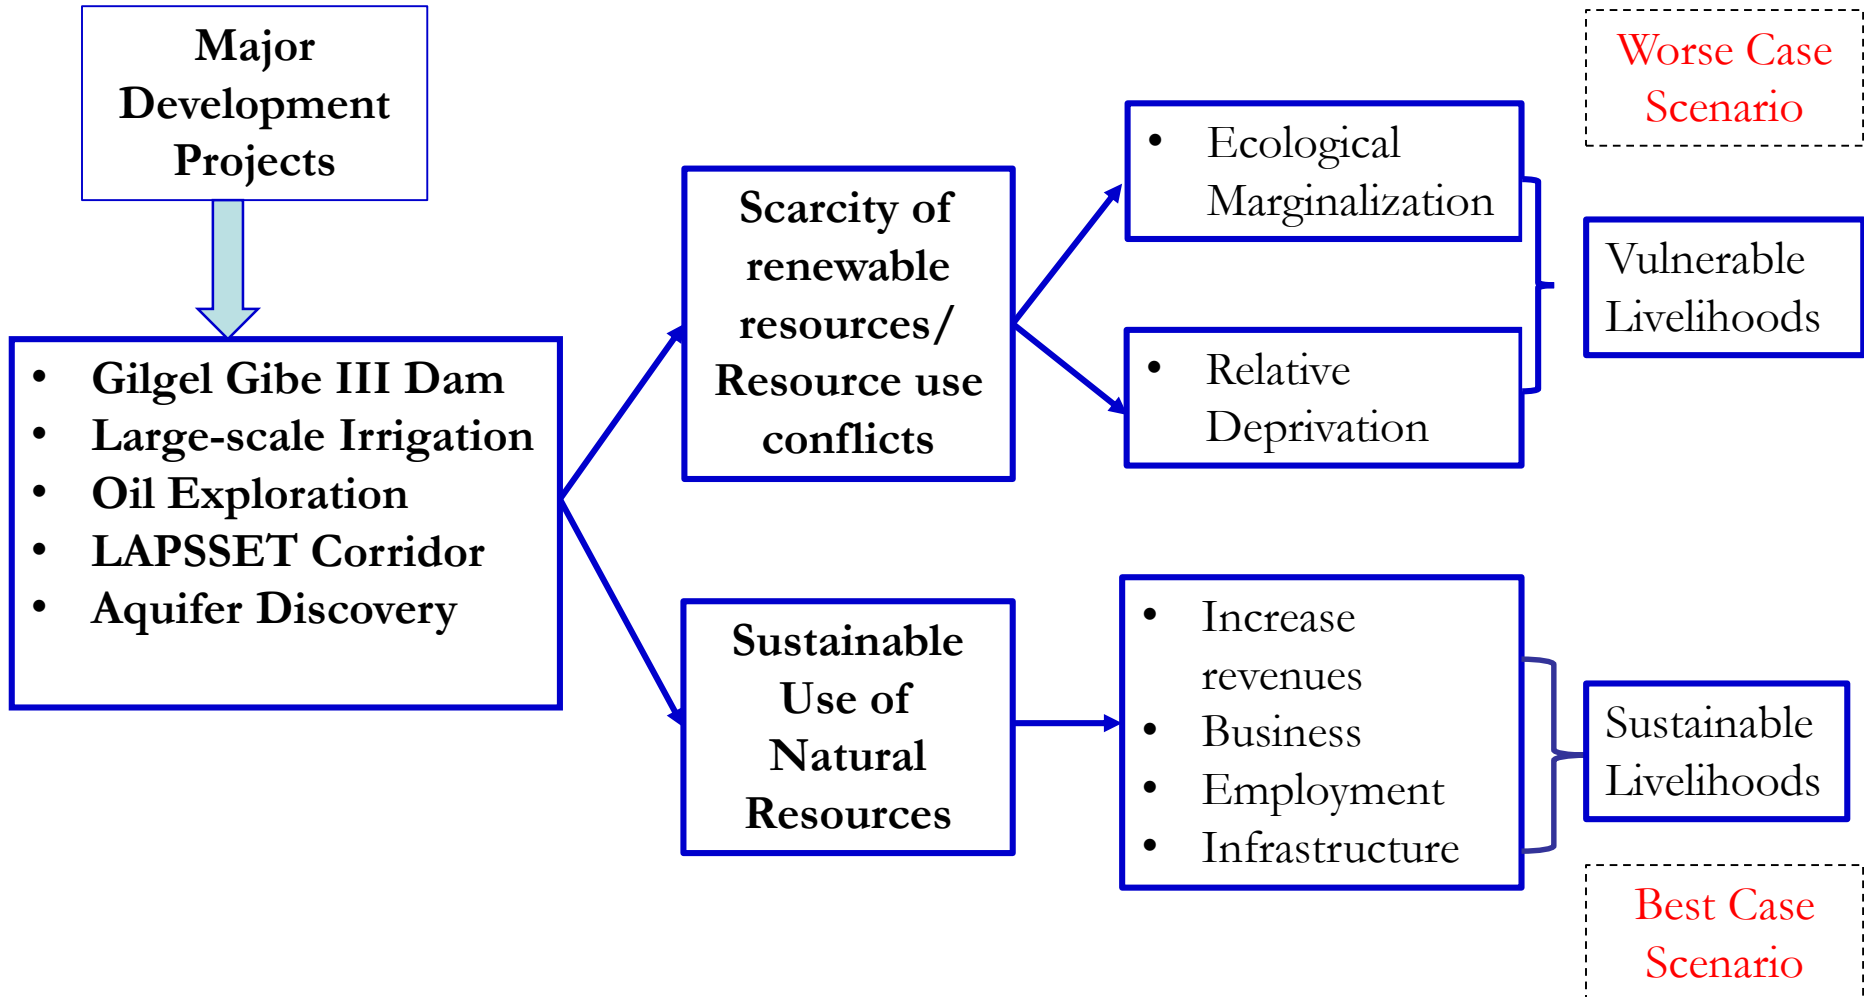 Major
Development
Projects
• Gilgel Gibe III Dam
• Large-scale Irrigation
• Oil Exploration
• LAPSSET Corridor
• Aquifer Discovery
Scarcity of
renewable
resources/
Resource use
conflicts
Sustainable
Use of
Natural
Resources
• Ecological
Marginalization
• Relative
Deprivation
• Increase
revenues
• Business
• Employment
• Infrastructure
Worse Case
Scenario
Vulnerable
Livelihoods
Sustainable
Livelihoods
Best Case
Scenario